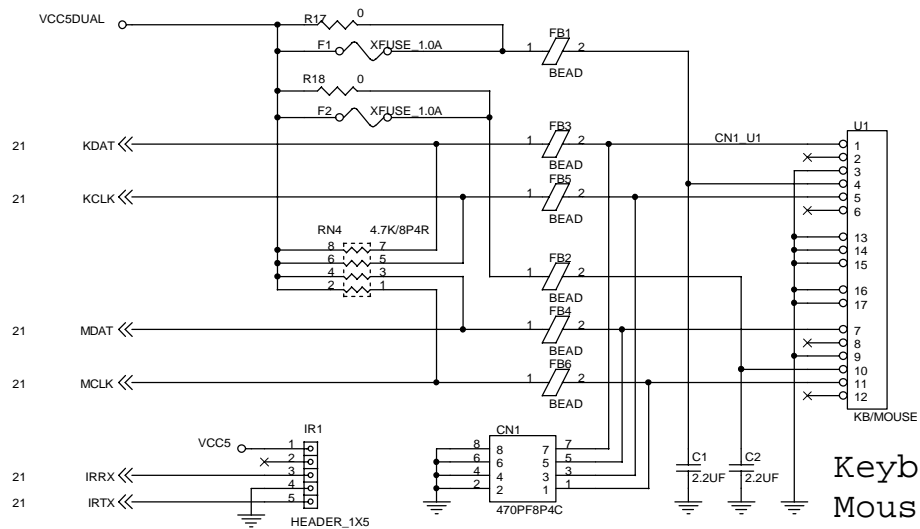 VCC5DUAL
R17 0
F1 XFUSE_1.0A
FB1
1 2
BEAD
R18 0
F2 XFUSE_1.0A
U1
21 KDAT
FB3
1 2
BEAD
CN1_U1
1
2
3
4
5
6
13
14
15
16
17
7
8
9
10
11
12
KB/MOUSE
21 KCLK
FB5
1 2
BEAD
RN4 4.7K/8P4R
8 7
6 5
4 3
2 1
FB2
1 2
BEAD
21 MDAT
FB4
1 2
BEAD
21 MCLK
FB6
1 2
BEAD
IR1
VCC5
1
2
3
4
5
21 IRRX
21 IRTX
HEADER_1X5
CN1
8 8 7 7
6 6 5 5
4 4 3 3
2 2 1 1
470PF8P4C
C1
2.2UF
C2
2.2UF
Keyb
Mous